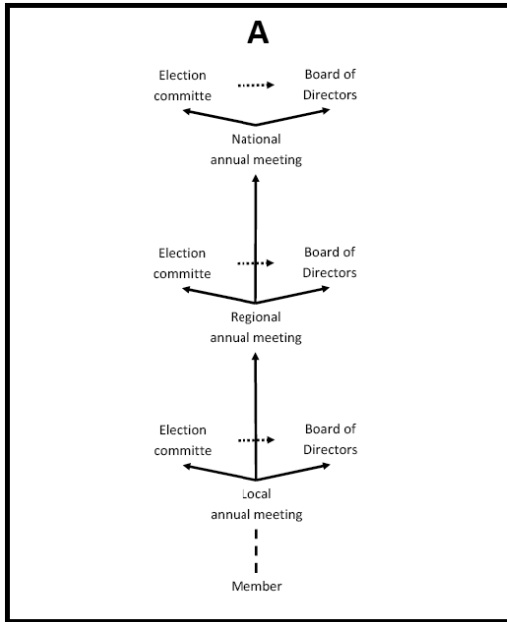 A
Election
committe
Board of
Directors
National
annual meeting
Election
committe
Board of
Directors
Regional
annual meeting
Election
committe
Board of
Directors
Local
annual meeting
Member